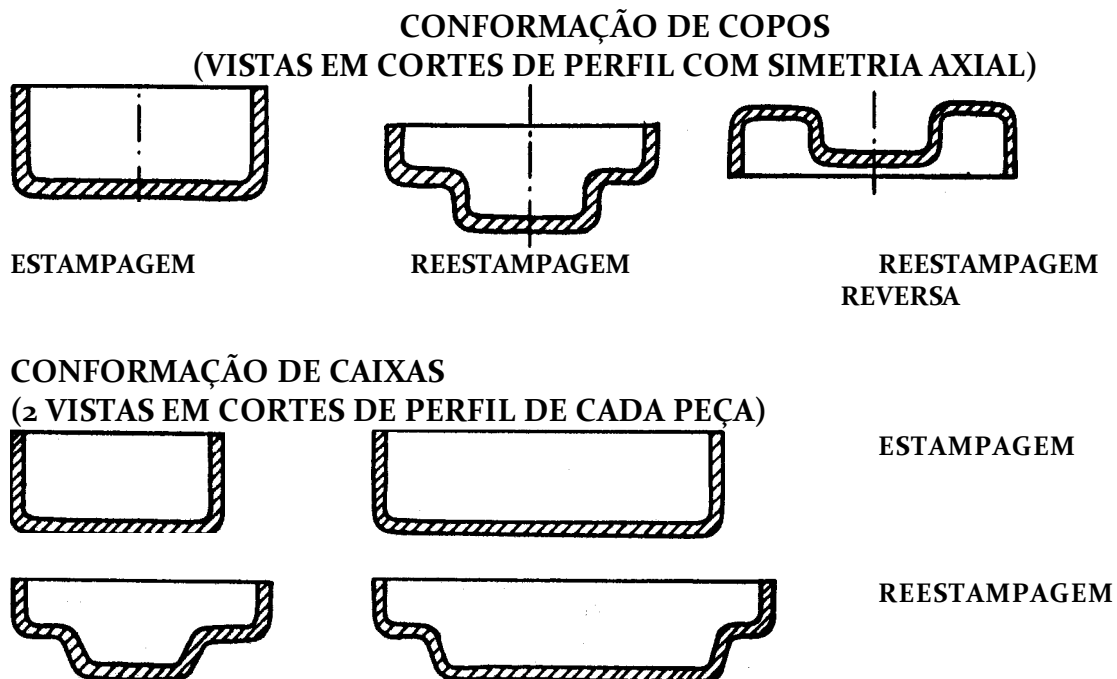 CONFORMAÇÃO DE COPOS
(VISTAS EM CORTES DE PERFIL COM SIMETRIA AXIAL)
ESTAMPAGEM
REESTAMPAGEM
REESTAMPAGEM
REVERSA
CONFORMAÇÃO DE CAIXAS
(2 VISTAS EM CORTES DE PERFIL DE CADA PEÇA)
ESTAMPAGEM
REESTAMPAGEM